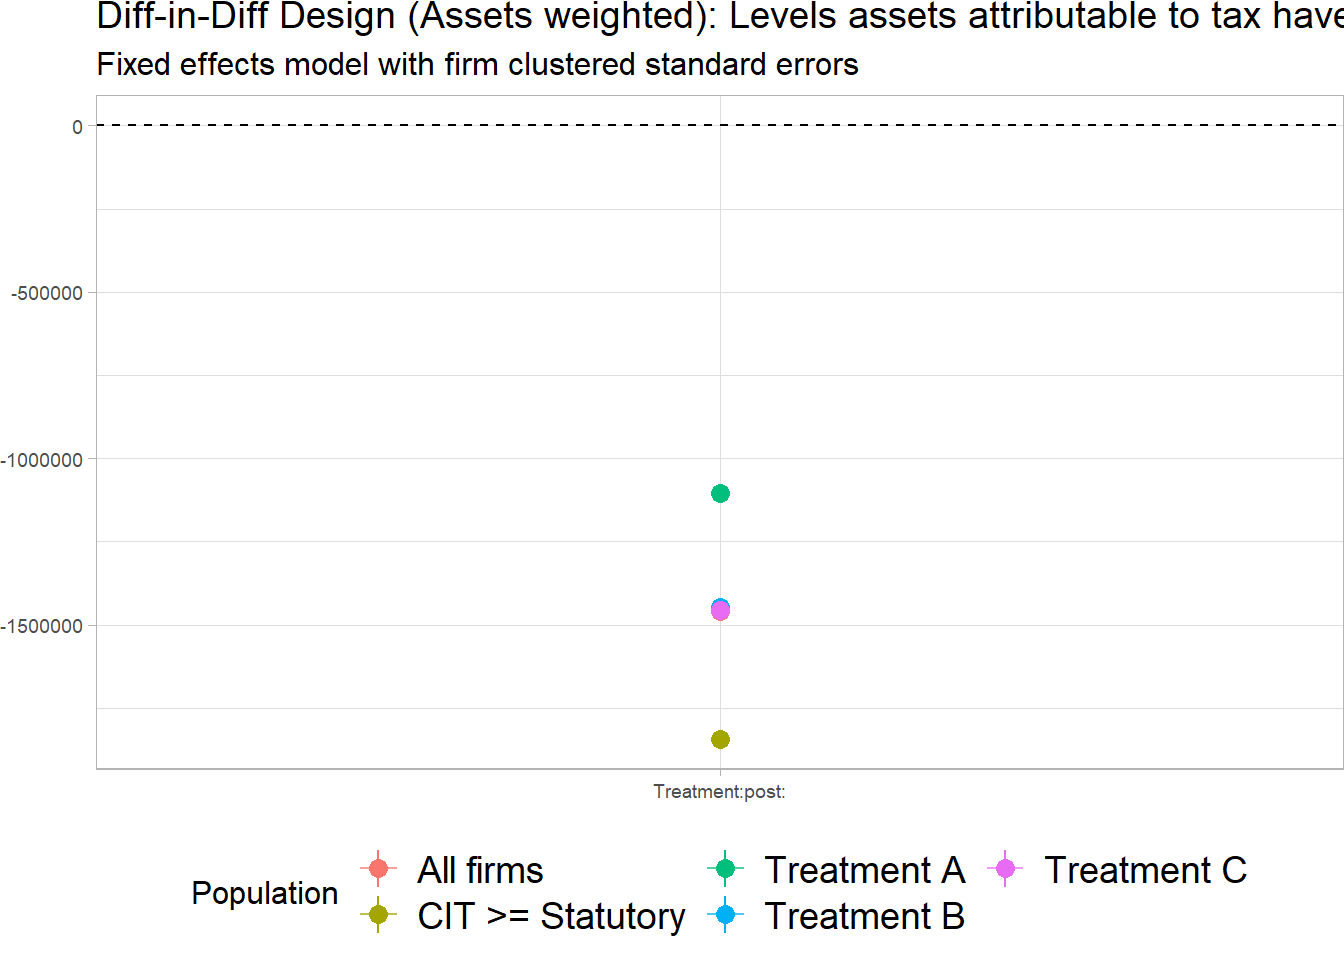 Diff-in-Diff Design (Assets weighted): Levels assets attributable to tax have
Fixed effects model with firm clustered standard errors
0
-500000
-1000000
-1500000
Treatment:post:
Population
All firms
CIT >= Statutory
Treatment A
Treatment B
Treatment C